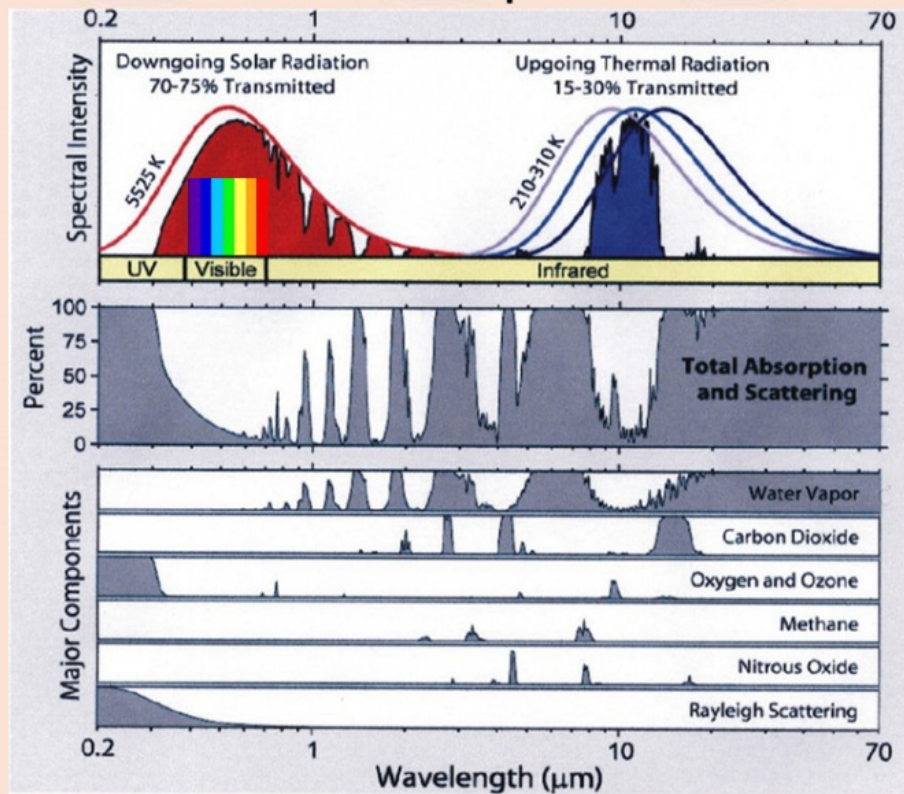 0.2 1 10 70
Spectral Intensity
Downgoing Solar Radiation
70-75% Transmitted
Upgoing Thermal Radiation
15-30% Transmitted
5525 K
210-310 K
UV Visible Infrared
Percent
100
75
50
25
0
Total Absorption
and Scattering
Major Components
Water Vapor
Carbon Dioxide
Oxygen and Ozone
Methane
Nitrous Oxide
Rayleigh Scattering
0.2 1 10 70
Wavelength (μm)